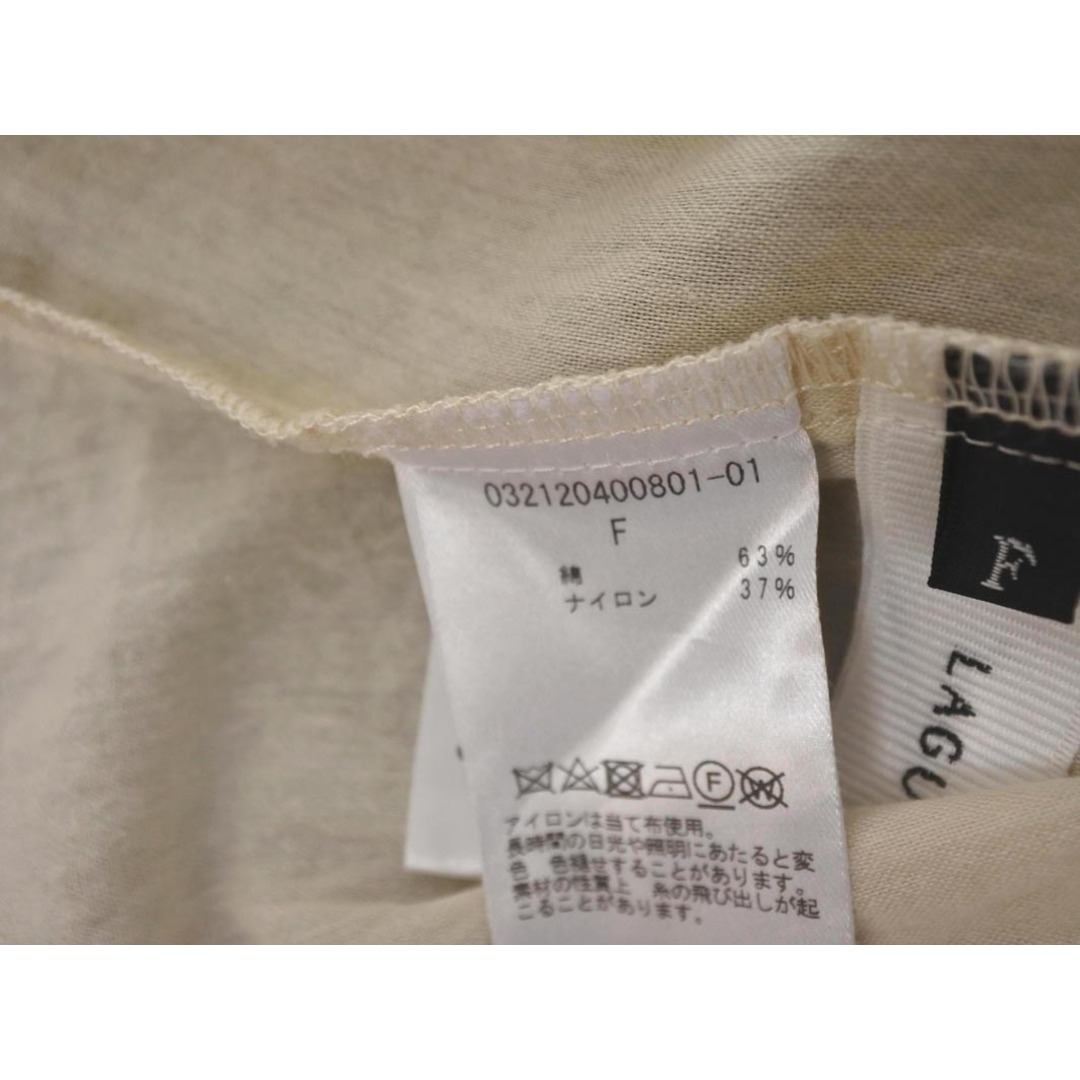 032120400801-01
F
綿 63%
ナイロン 37%
F W
アイロンは当て布使用。
長時間の日光や照明にあたると変
色 色褪せすることがあります。
素材の性質上 糸の飛び出しが起
こることがあります。
LAGU